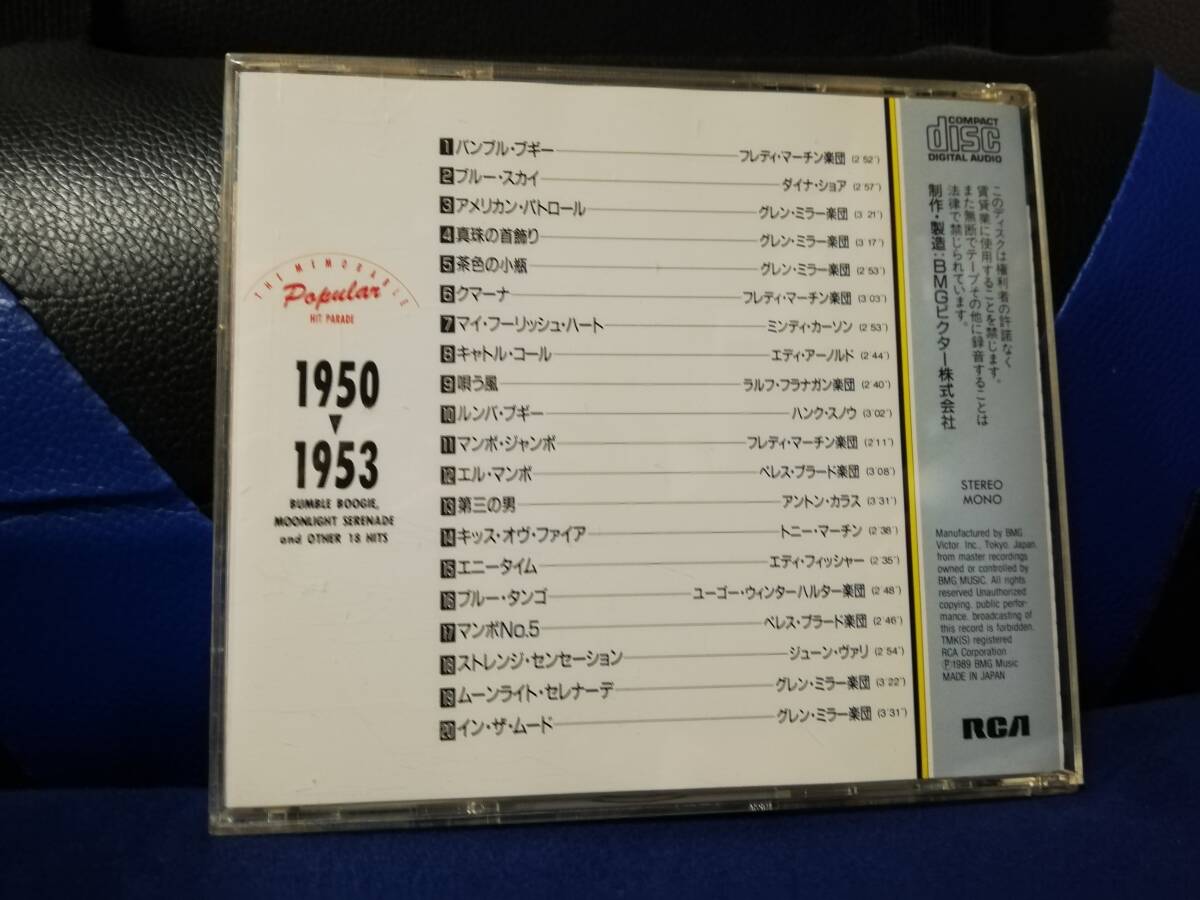 THE MEMORABLE
Popular
HIT PARADE
1950
▼
1953
BUMBLE BOOGIE,
MOONLIGHT SERENADE
and OTHER 18 HITS
1 バンブル・ブギー フレディ・マーチン楽団 (2′52″)
2 ブルー・スカイ ダイナ・ショア (2′57″)
3 アメリカン・パトロール グレン・ミラー楽団 (3′21″)
4 真珠の首飾り グレン・ミラー楽団 (3′17″)
5 茶色の小瓶 グレン・ミラー楽団 (2′53″)
6 クマーナ フレディ・マーチン楽団 (3′03″)
7 マイ・フーリッシュ・ハート ミンディ・カーソン (2′53″)
8 キャトル・コール エディ・アーノルド (2′44″)
9 唄う風 ラルフ・フラナガン楽団 (2′40″)
10 ルンバ・ブギー ハンク・スノウ (3′02″)
11 マンボ・ジャンボ フレディ・マーチン楽団 (2′11″)
12 エル・マンボ ペレス・プラード楽団 (3′08″)
13 第三の男 アントン・カラス (3′31″)
14 キッス・オヴ・ファイア トニー・マーチン (2′38″)
15 エニータイム エディ・フィッシャー (2′35″)
16 ブルー・タンゴ ユーゴー・ウィンターハルター楽団 (2′48″)
17 マンボNo.5 ペレス・プラード楽団 (2′46″)
18 ストレンジ・センセーション ジューン・ヴァリ (2′54″)
19 ムーンライト・セレナーデ グレン・ミラー楽団 (3′22″)
20 イン・ザ・ムード グレン・ミラー楽団 (3′31″)
COMPACT
disc
DIGITAL AUDIO
このディスクは権利者の許諾なく
賃貸業に使用することを禁じます。
また無断でテープその他に録音することは
法律で禁じられています。
制作・製造:BMGビクター株式会社
STEREO
MONO
Manufactured by BMG
Victor, Inc., Tokyo, Japan,
from master recordings
owned or controlled by
BMG MUSIC. All rights
reserved Unauthorized
copying, public perfor-
mance, broadcasting of
this record is forbidden.
TMK(S) registered
RCA Corporation
Ⓟ1989 BMG Music
MADE IN JAPAN
RCA